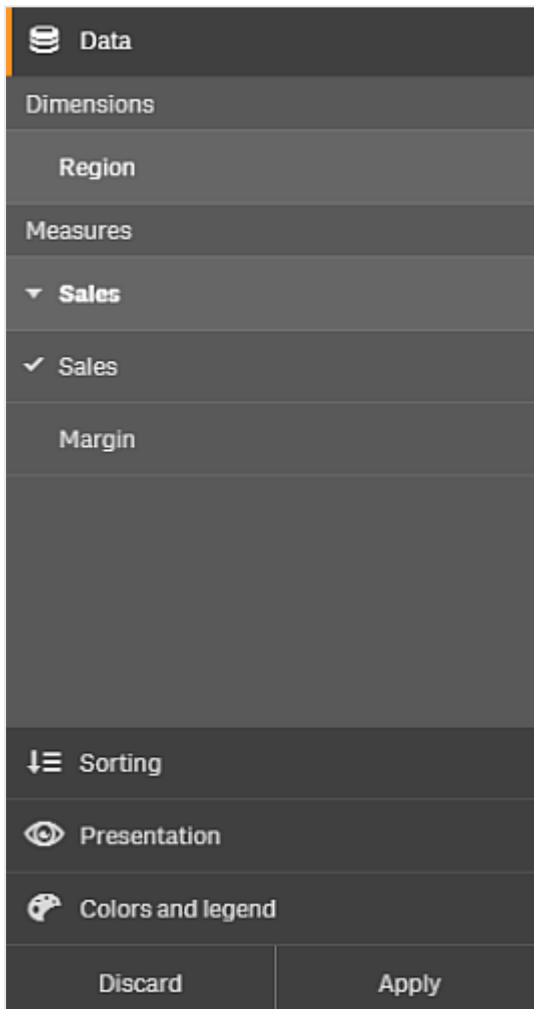 Data
Dimensions
Region
Measures
Sales
Sales
Margin
Sorting
Presentation
Colors and legend
Discard Apply